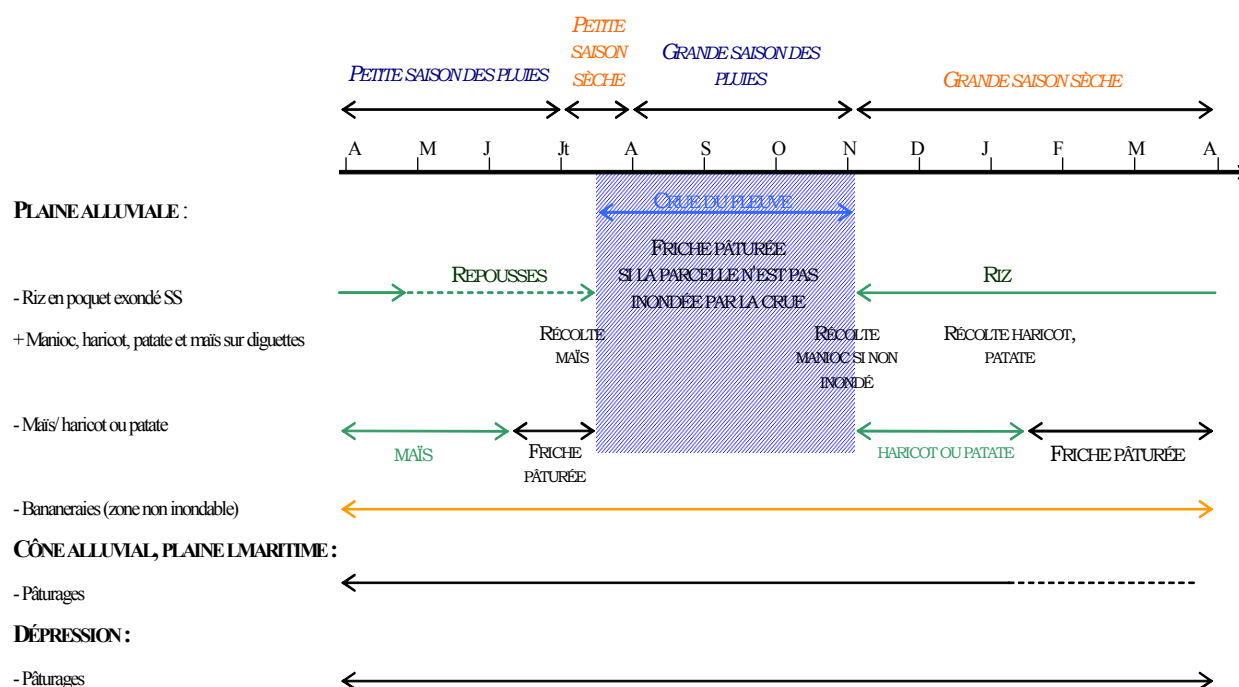 PETITE
SAISON
SÈCHE
GRANDE SAISON DES
PLUIES
PETITE SAISON DES PLUIES
GRANDE SAISON SÈCHE
A M J Jt A S O N D J F M A
PLAINE ALLUVIALE :
CRUE DU FLEUVE
FRICHE PÂTURÉE
SI LA PARCELLE N'EST PAS
INONDÉE PAR LA CRUE
REPOUSSES
RIZ
- Riz en poquet exondé SS
+ Manioc, haricot, patate et maïs sur diguettes
RÉCOLTE
MAÏS
RÉCOLTE
MANIOC SI NON
INONDÉ
RÉCOLTE HARICOT,
PATATE
- Maïs/ haricot ou patate
MAÏS
FRICHE
PÂTURÉE
HARICOT OU PATATE
FRICHE PÂTURÉE
- Bananeraies (zone non inondable)
CÔNE ALLUVIAL, PLAINE LMARITIME :
- Pâturages
DÉPRESSION :
- Pâturages